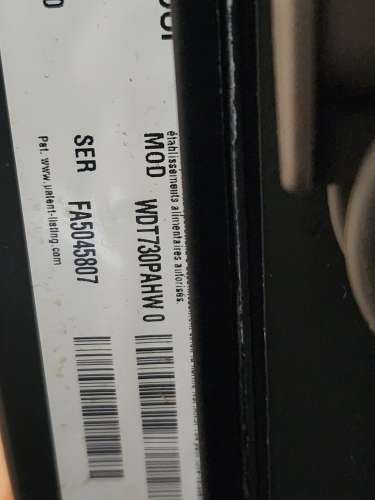 établissements alimentaires autorisés.
MOD WDT730PAHW 0
SER FA5045807
Pat. www.patent-listing.com